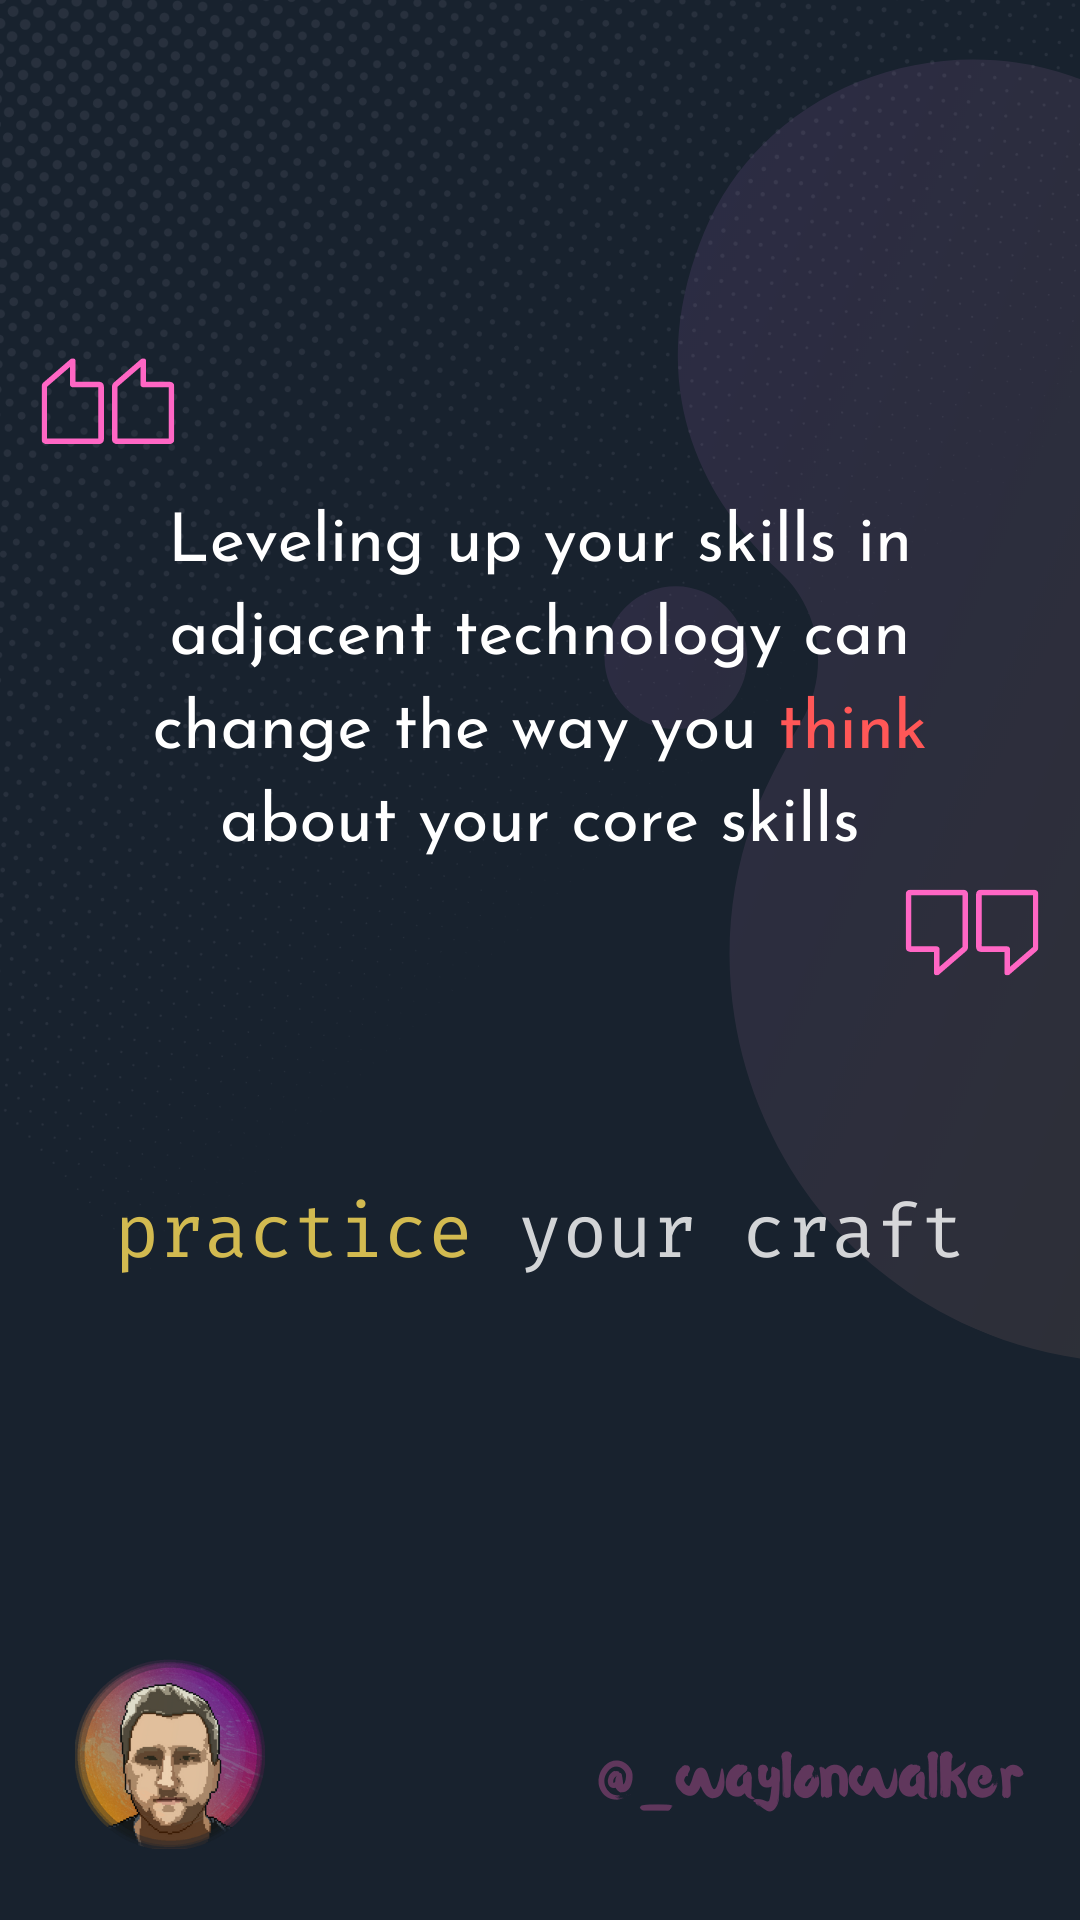 Leveling up your skills in
adjacent technology can
change the way you think
about your core skills
practice your craft
@_waylonwalker